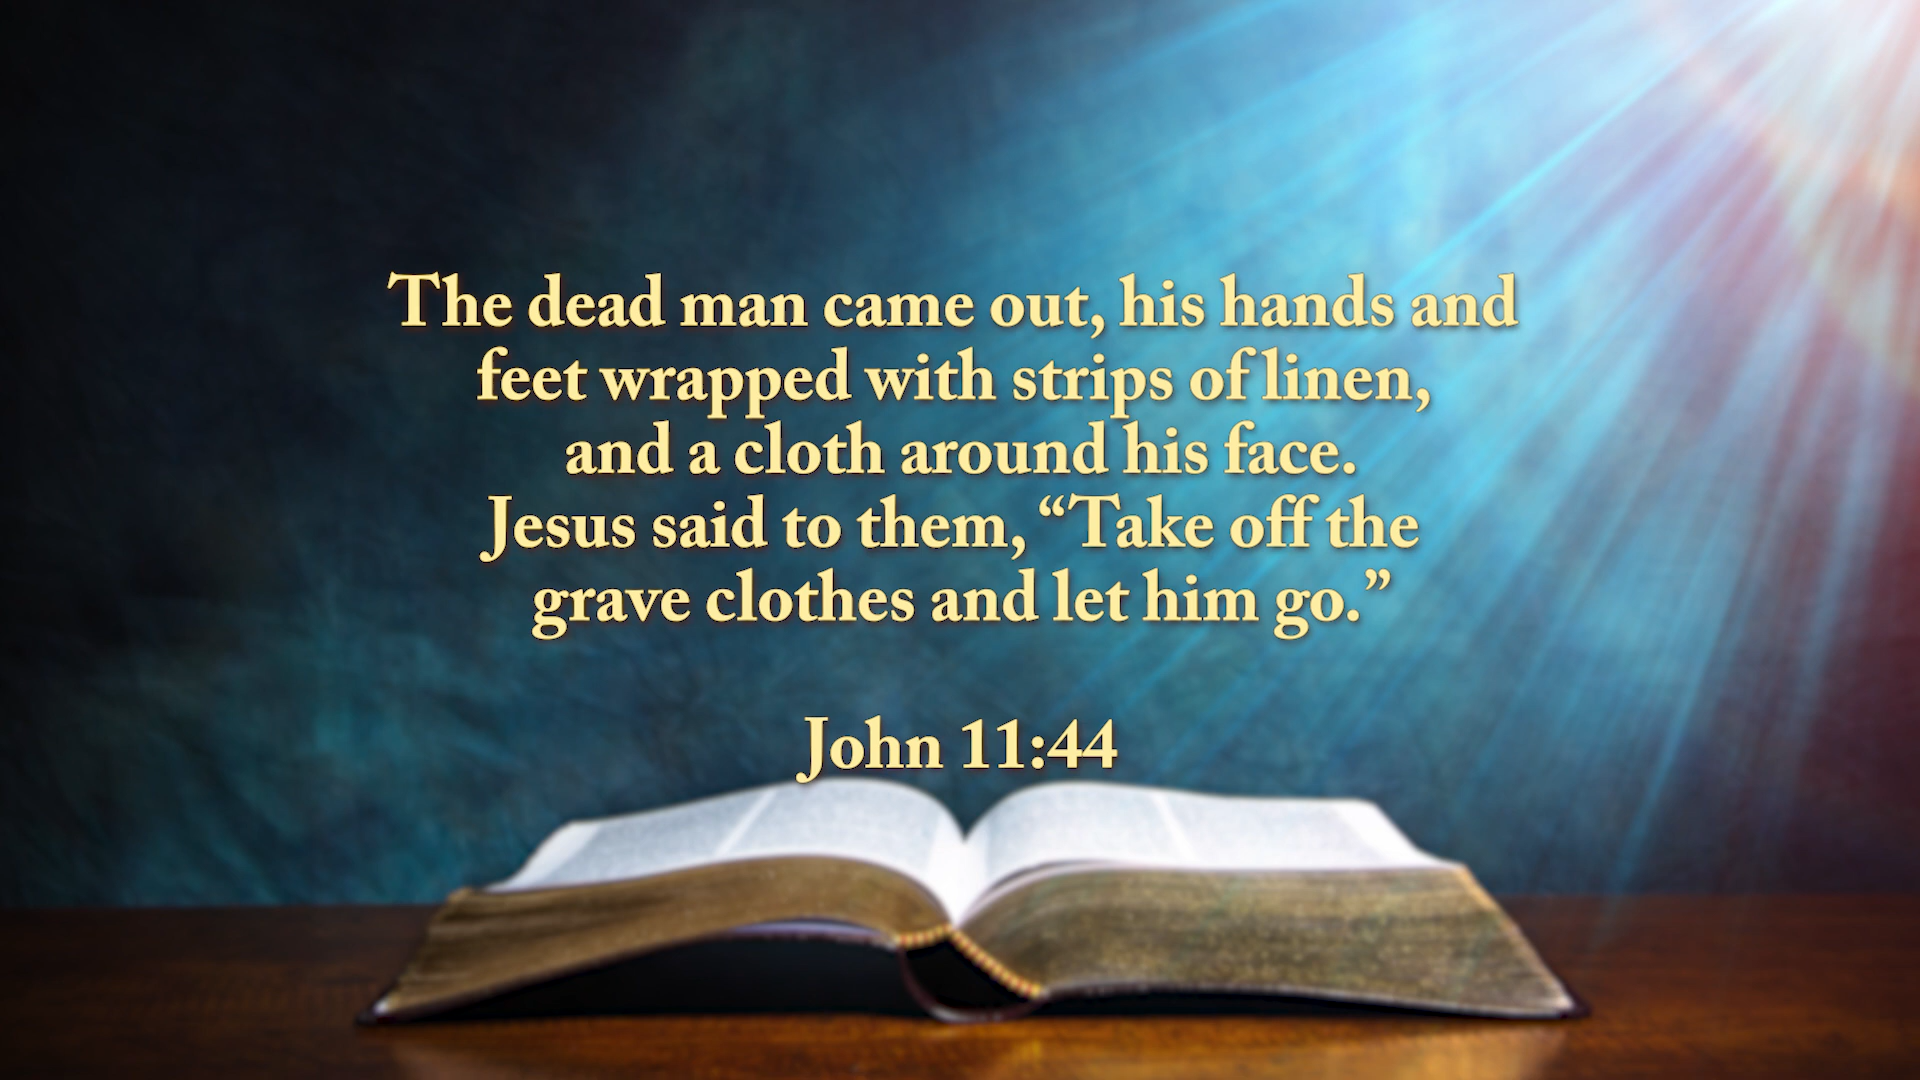 The dead man came out, his hands and
feet wrapped with strips of linen,
and a cloth around his face.
Jesus said to them, “Take off the
grave clothes and let him go.”
John 11:44